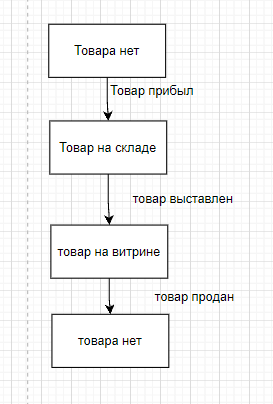 Товара нет
Товар прибыл
Товар на складе
товар выставлен
товар на витрине
товар продан
товара нет